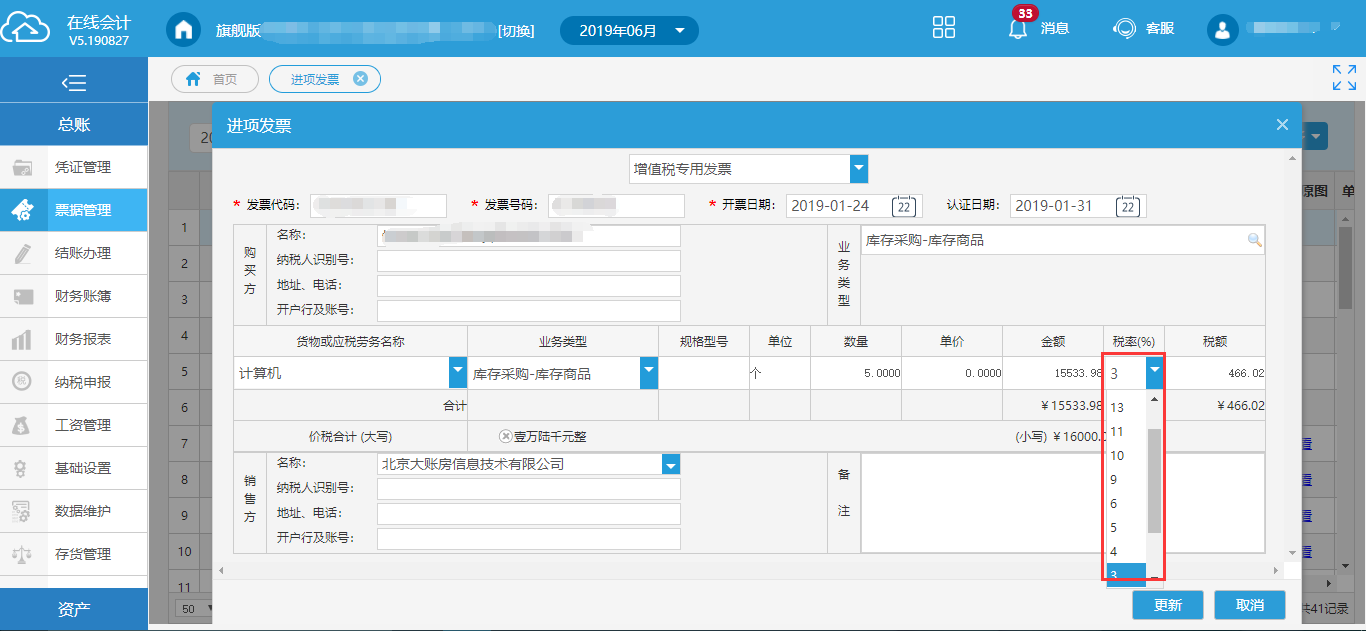 在线会计
V5.190827
旗舰版
[切换]
2019年06月
33
消息
客服
首页
进项发票
总账
凭证管理
票据管理
结账办理
财务账簿
财务报表
纳税申报
工资管理
基础设置
数据维护
存货管理
资产
20
进项发票
增值税专用发票
* 发票代码:
* 发票号码:
* 开票日期: 2019-01-24 22
认证日期: 2019-01-31 22
购买方
名称:
纳税人识别号:
地址、电话:
开户行及账号:
业务类型
库存采购-库存商品
货物或应税劳务名称 业务类型 规格型号 单位 数量 单价 金额 税率(%) 税额
计算机 库存采购-库存商品 个 5.0000 0.0000 15533.98 3 466.02
合计 ¥15533.98 ¥466.02
价税合计 (大写) ⊗壹万陆千元整 (小写) ¥16000.0
13
11
10
9
6
5
4
3
销售方
名称: 北京大账房信息技术有限公司
纳税人识别号:
地址、电话:
开户行及账号:
备注
更新
取消
原图 单
1
2
3
4
5
6
7
8
9
10
11
置
置
置
置
50
共41记录